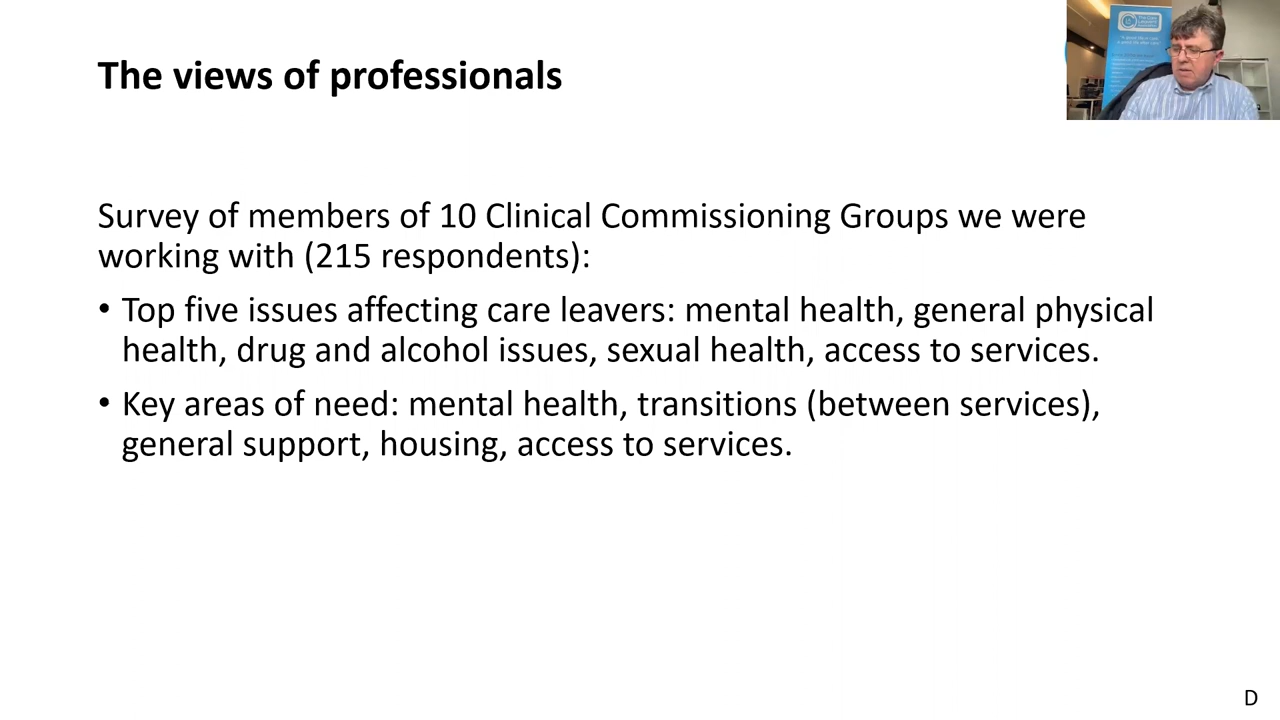 The views of professionals
Survey of members of 10 Clinical Commissioning Groups we were
working with (215 respondents):
• Top five issues affecting care leavers: mental health, general physical
health, drug and alcohol issues, sexual health, access to services.
• Key areas of need: mental health, transitions (between services),
general support, housing, access to services.
D